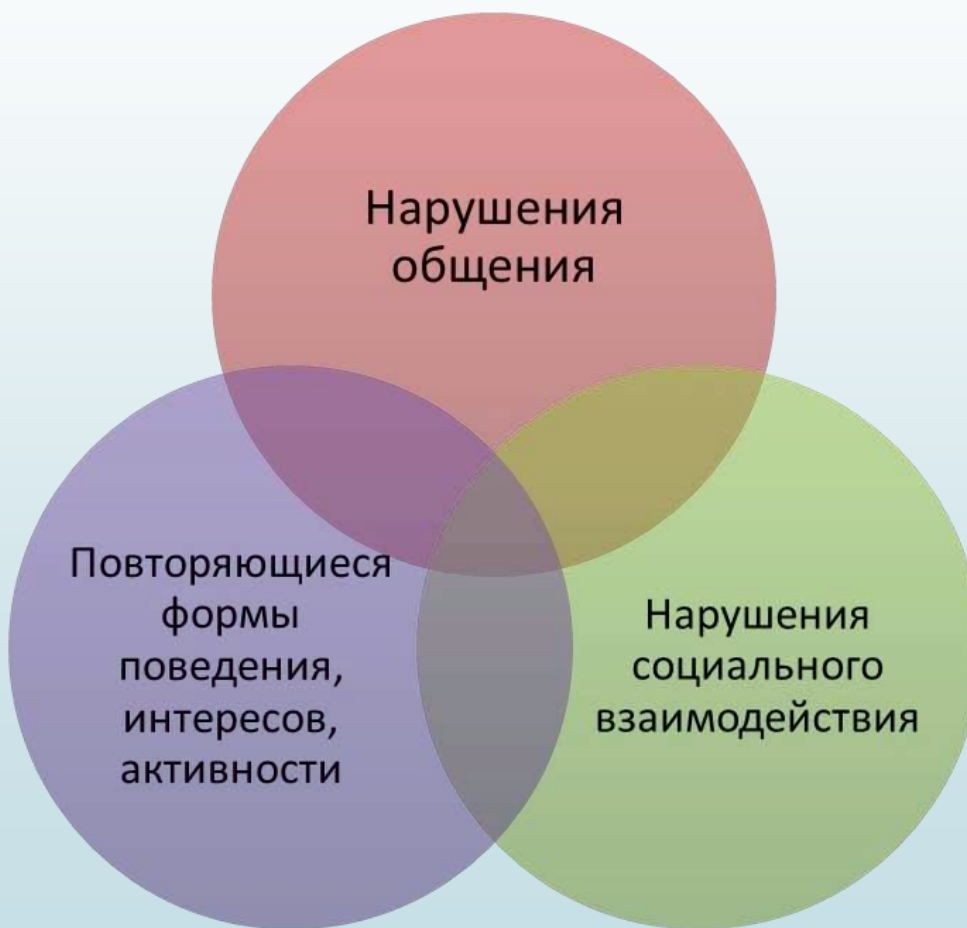 Нарушения
общения
Повторяющиеся
формы
поведения,
интересов,
активности
Нарушения
социального
взаимодействия